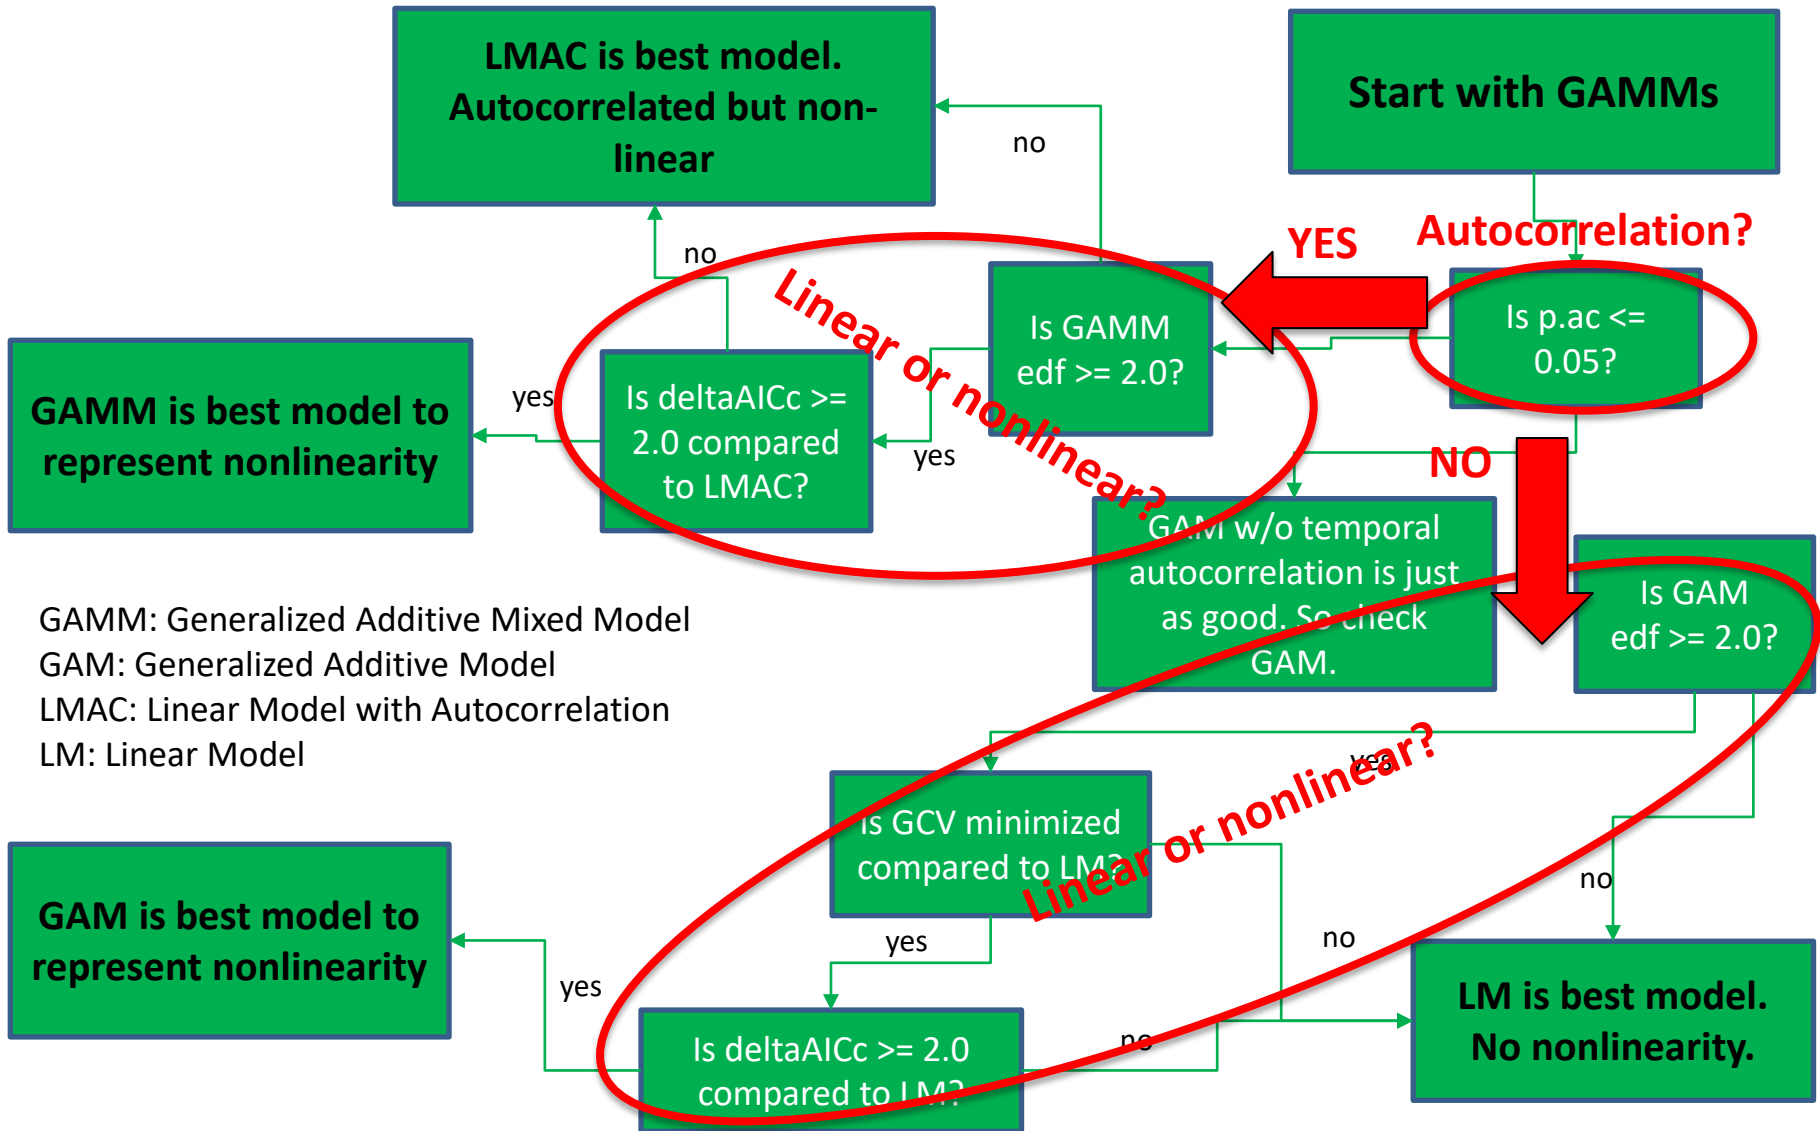 LMAC is best model.
Autocorrelated but non-
linear
Start with GAMMs
no
YES
Autocorrelation?
no
Linear or nonlinear?
Is GAMM
edf >= 2.0?
Is p.ac <=
0.05?
GAMM is best model to
represent nonlinearity
yes
Is deltaAICc >=
2.0 compared
to LMAC?
yes
NO
GAM w/o temporal
autocorrelation is just
as good. So check
GAM.
Is GAM
edf >= 2.0?
GAMM: Generalized Additive Mixed Model
GAM: Generalized Additive Model
LMAC: Linear Model with Autocorrelation
LM: Linear Model
yes
Linear or nonlinear?
Is GCV minimized
compared to LM?
no
GAM is best model to
represent nonlinearity
yes
no
yes
Is deltaAICc >= 2.0
compared to LM?
no
LM is best model.
No nonlinearity.